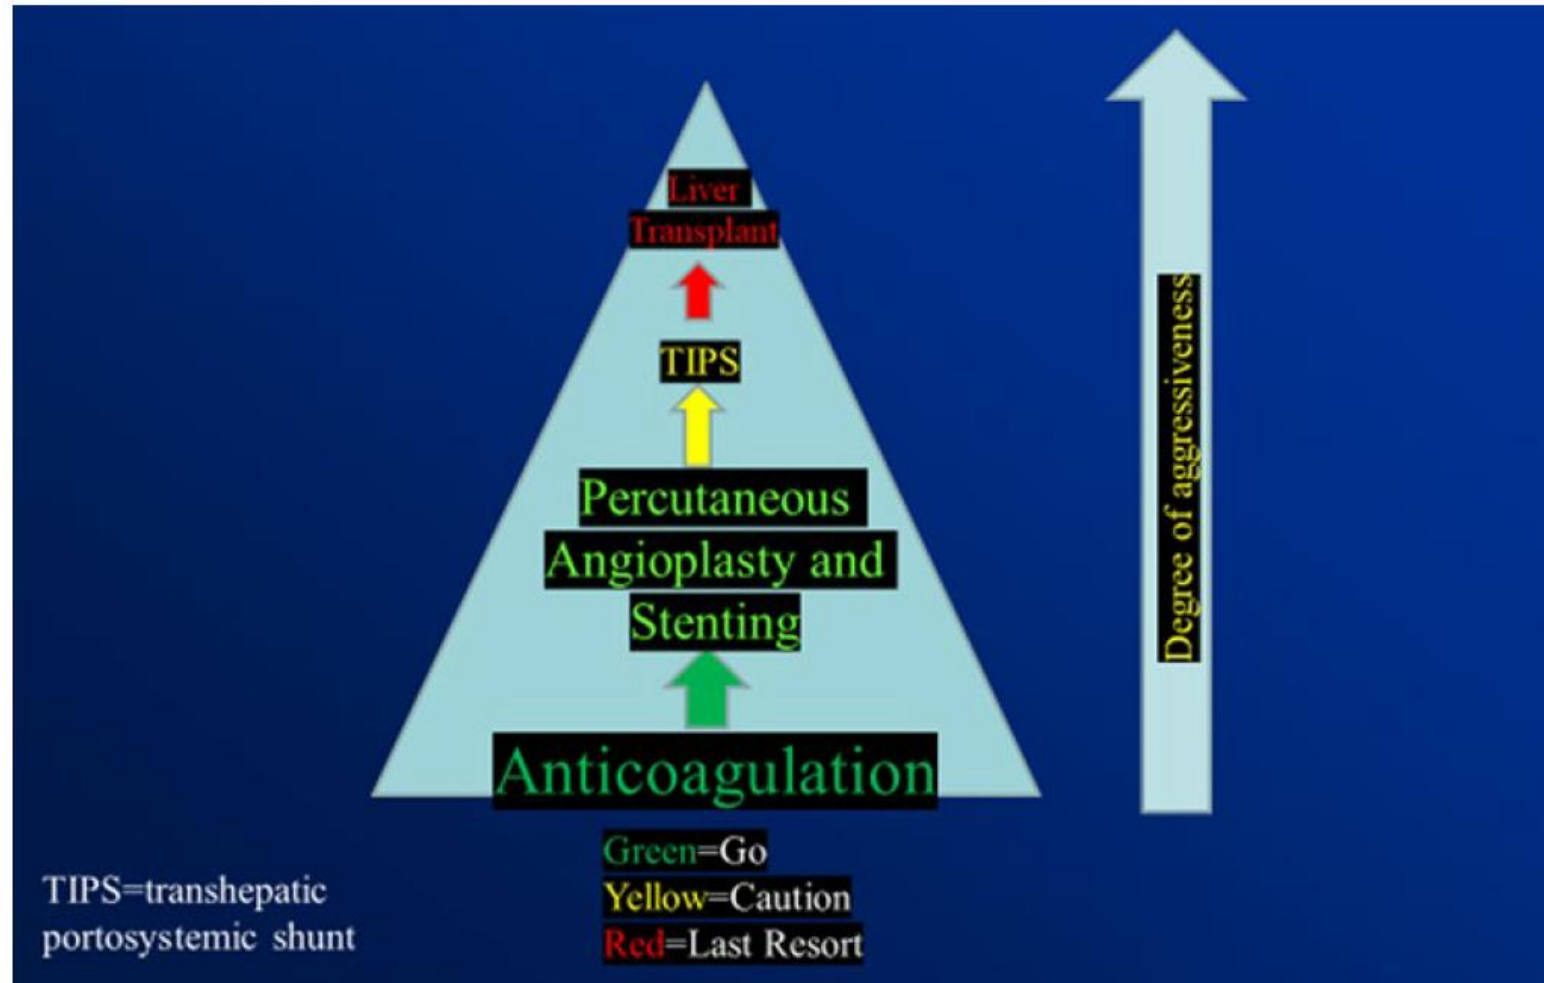 Liver
Transplant
TIPS
Percutaneous
Angioplasty and
Stenting
Anticoagulation
Degree of aggressiveness
Green=Go
Yellow=Caution
Red=Last Resort
TIPS=transhepatic
portosystemic shunt